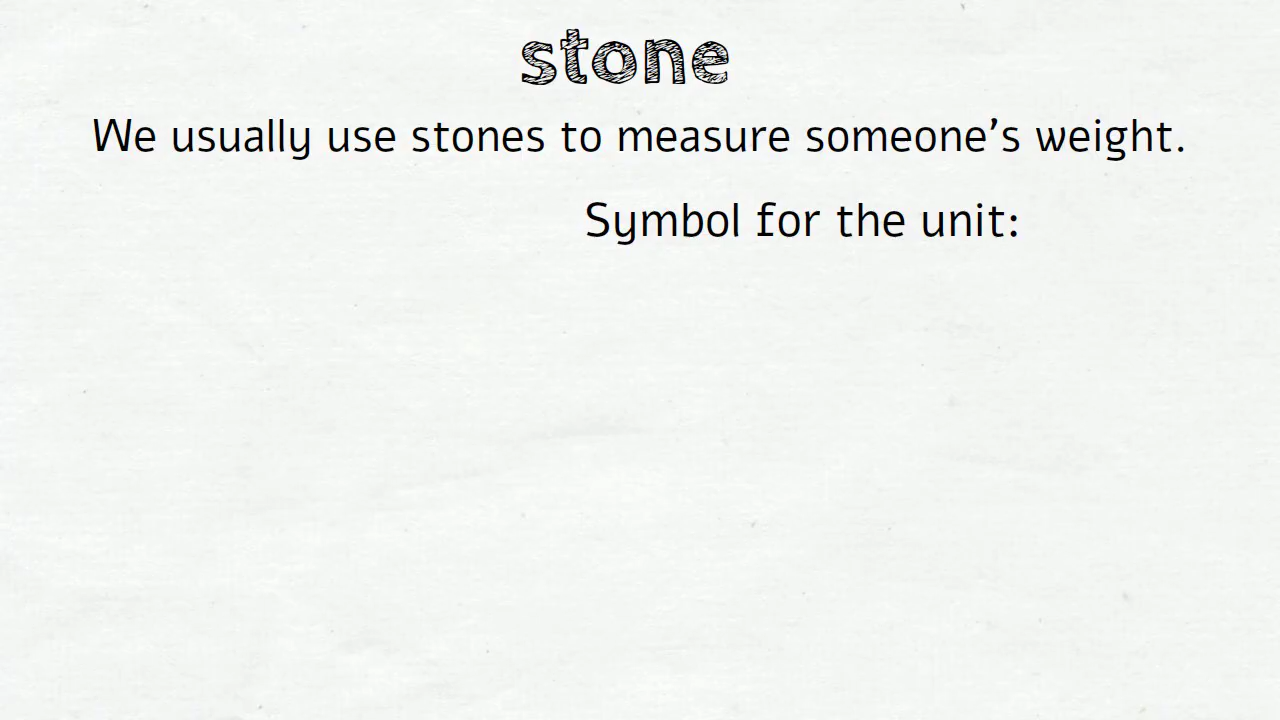 stone
We usually use stones to measure someone’s weight.
Symbol for the unit: